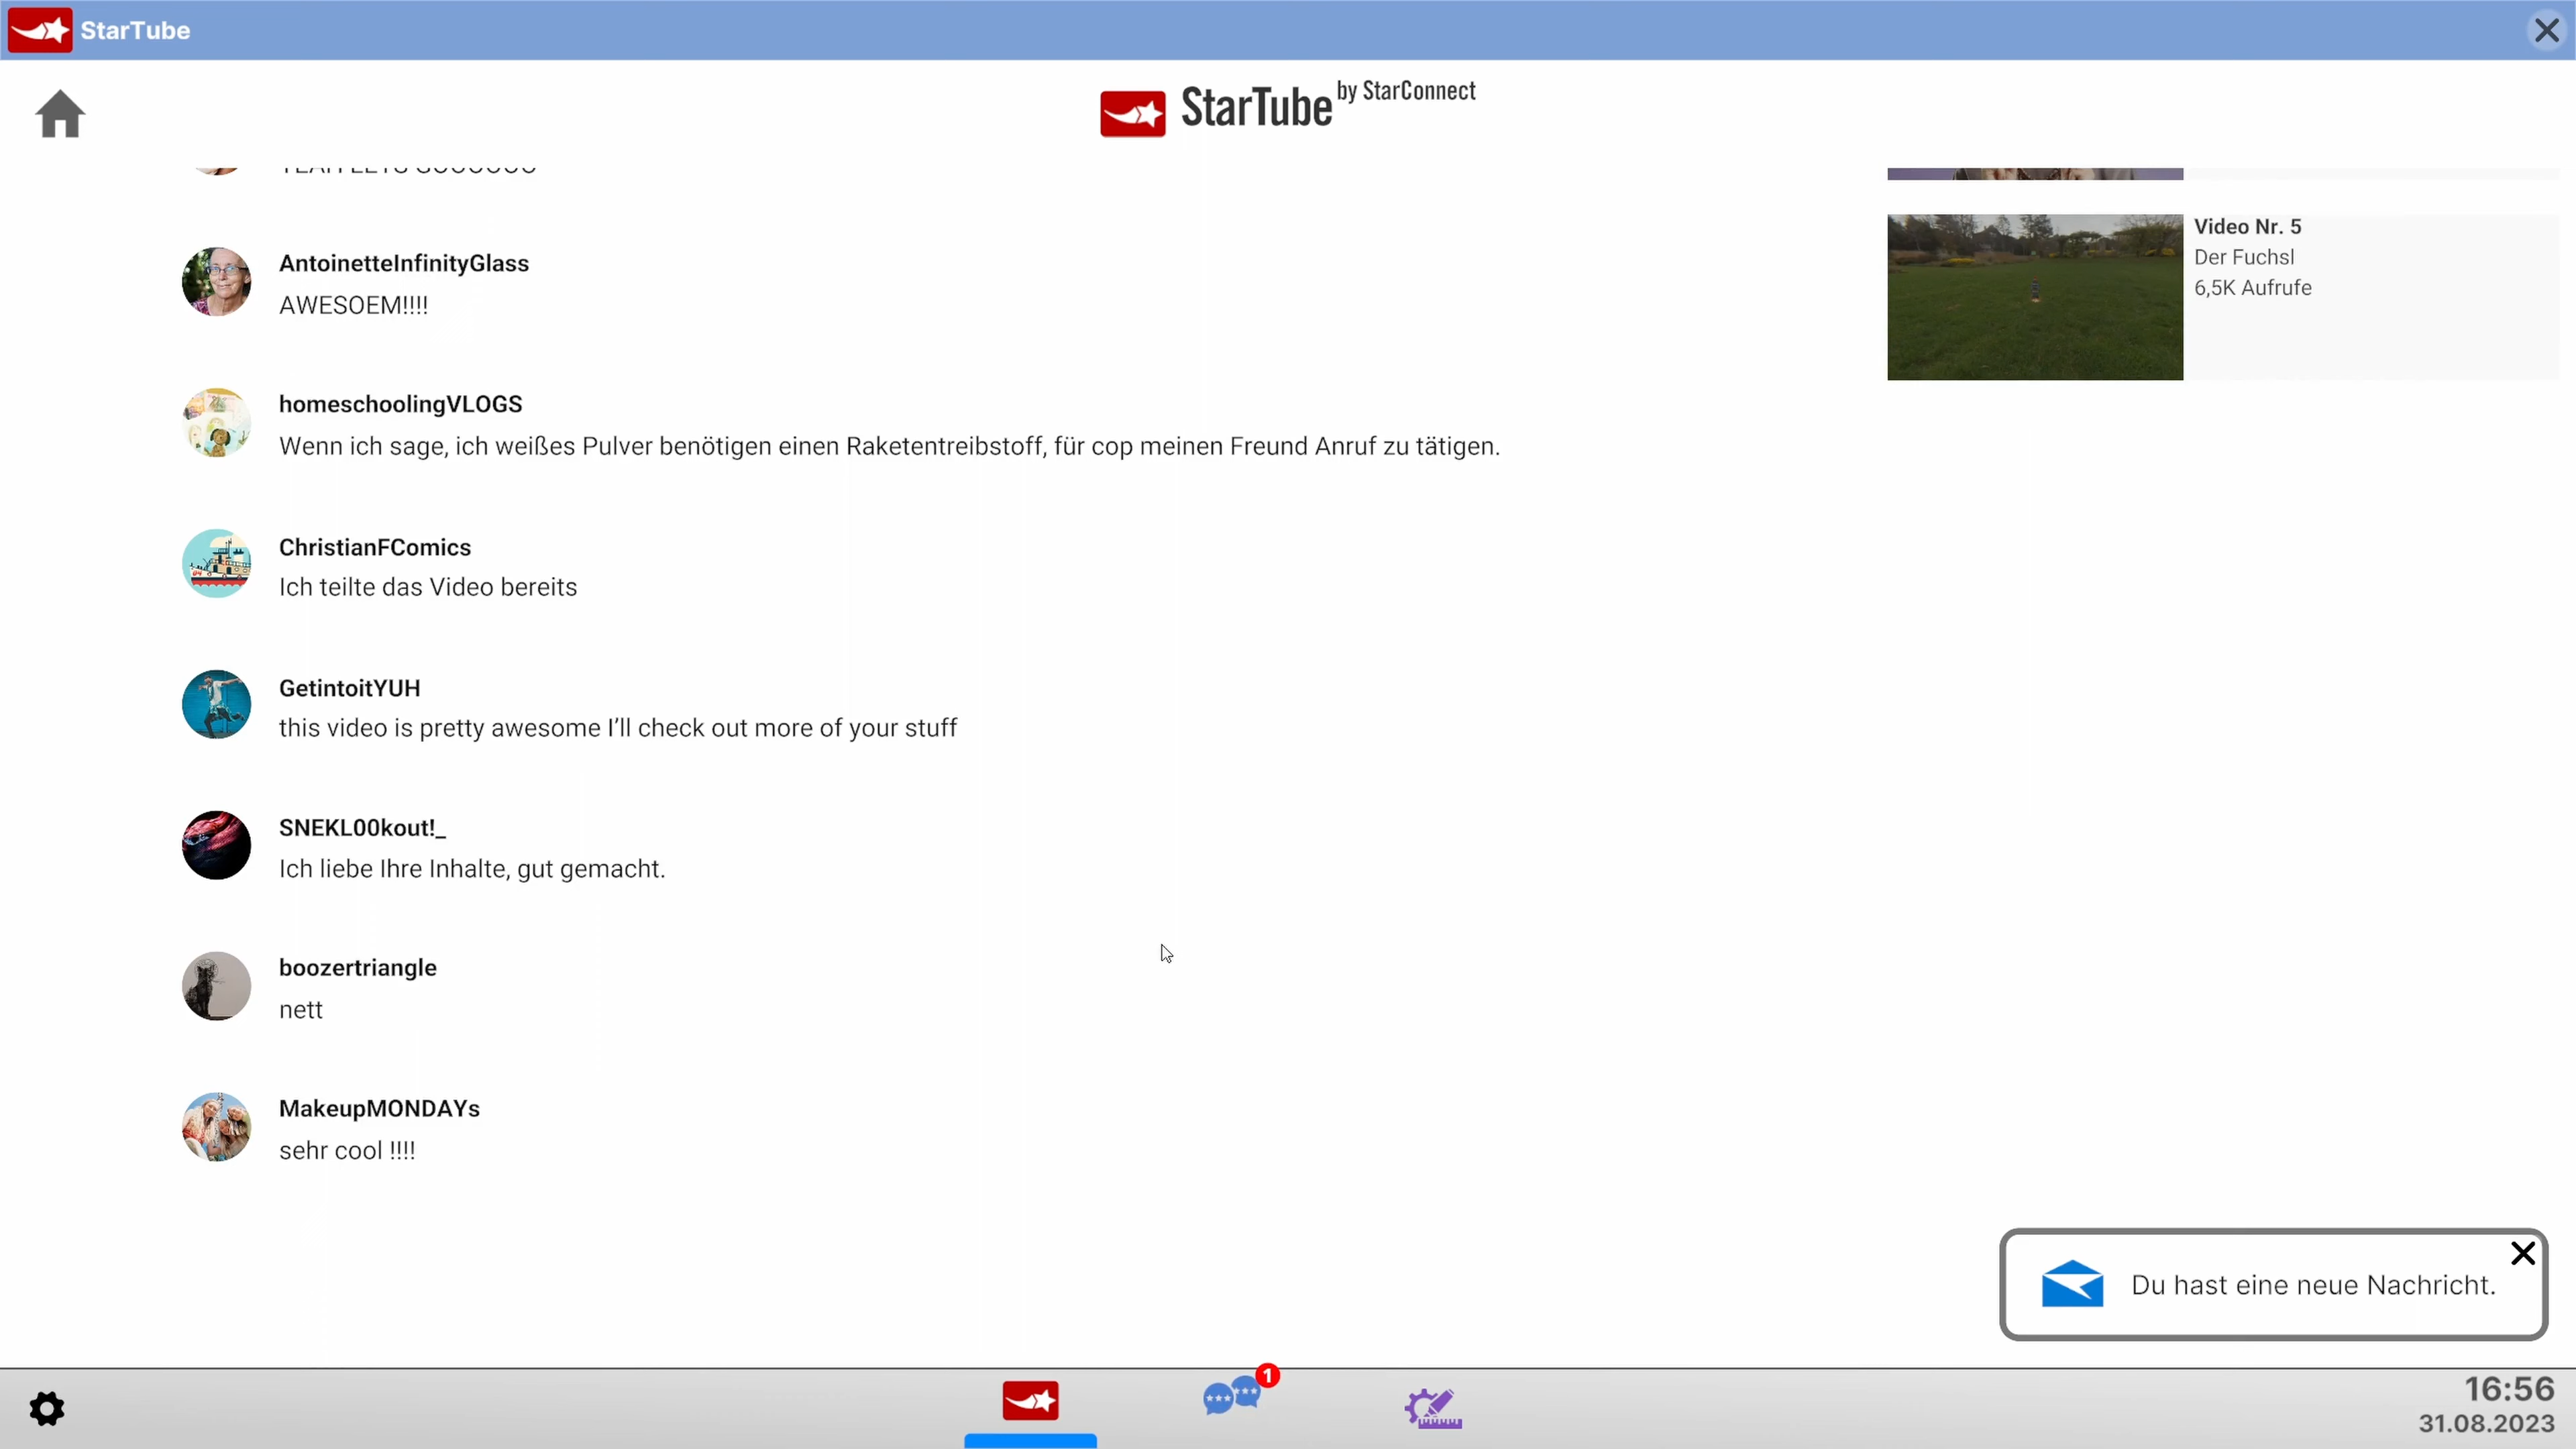 StarTube
StarTube by StarConnect
AntoinetteInfinityGlass
AWESOEM!!!!
homeschoolingVLOGS
Wenn ich sage, ich weißes Pulver benötigen einen Raketentreibstoff, für cop meinen Freund Anruf zu tätigen.
ChristianFComics
Ich teilte das Video bereits
GetintoitYUH
this video is pretty awesome I’ll check out more of your stuff
SNEKL00kout!_
Ich liebe Ihre Inhalte, gut gemacht.
boozertriangle
nett
MakeupMONDAYs
sehr cool !!!!
Video Nr. 5
Der Fuchsl
6,5K Aufrufe
Du hast eine neue Nachricht.
1
16:56
31.08.2023